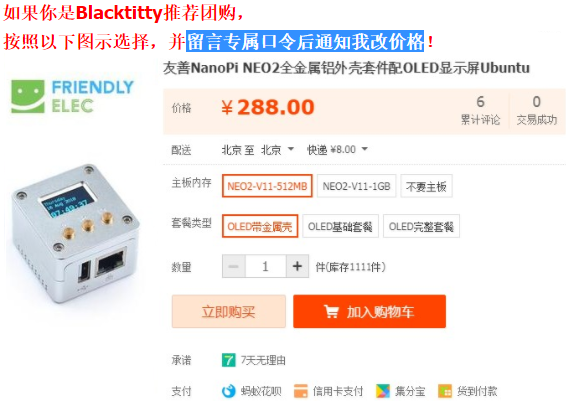 如果你是Blacktitty推荐团购，
按照以下图示选择，并留言专属口令后通知我改价格！
FRIENDLY
ELEC
友善NanoPi NEO2全金属铝外壳套件配OLED显示屏Ubuntu
价格 ¥288.00 6 累计评论 0 交易成功
配送 北京 至 北京 快递 ¥8.00
主板内存 NEO2-V11-512MB NEO2-V11-1GB 不要主板
套餐类型 OLED带金属壳 OLED基础套餐 OLED完整套餐
数量 − 1 + 件(库存1111件)
立即购买 加入购物车
承诺 7 7天无理由
支付 蚂蚁花呗 信用卡支付 集分宝 货到付款